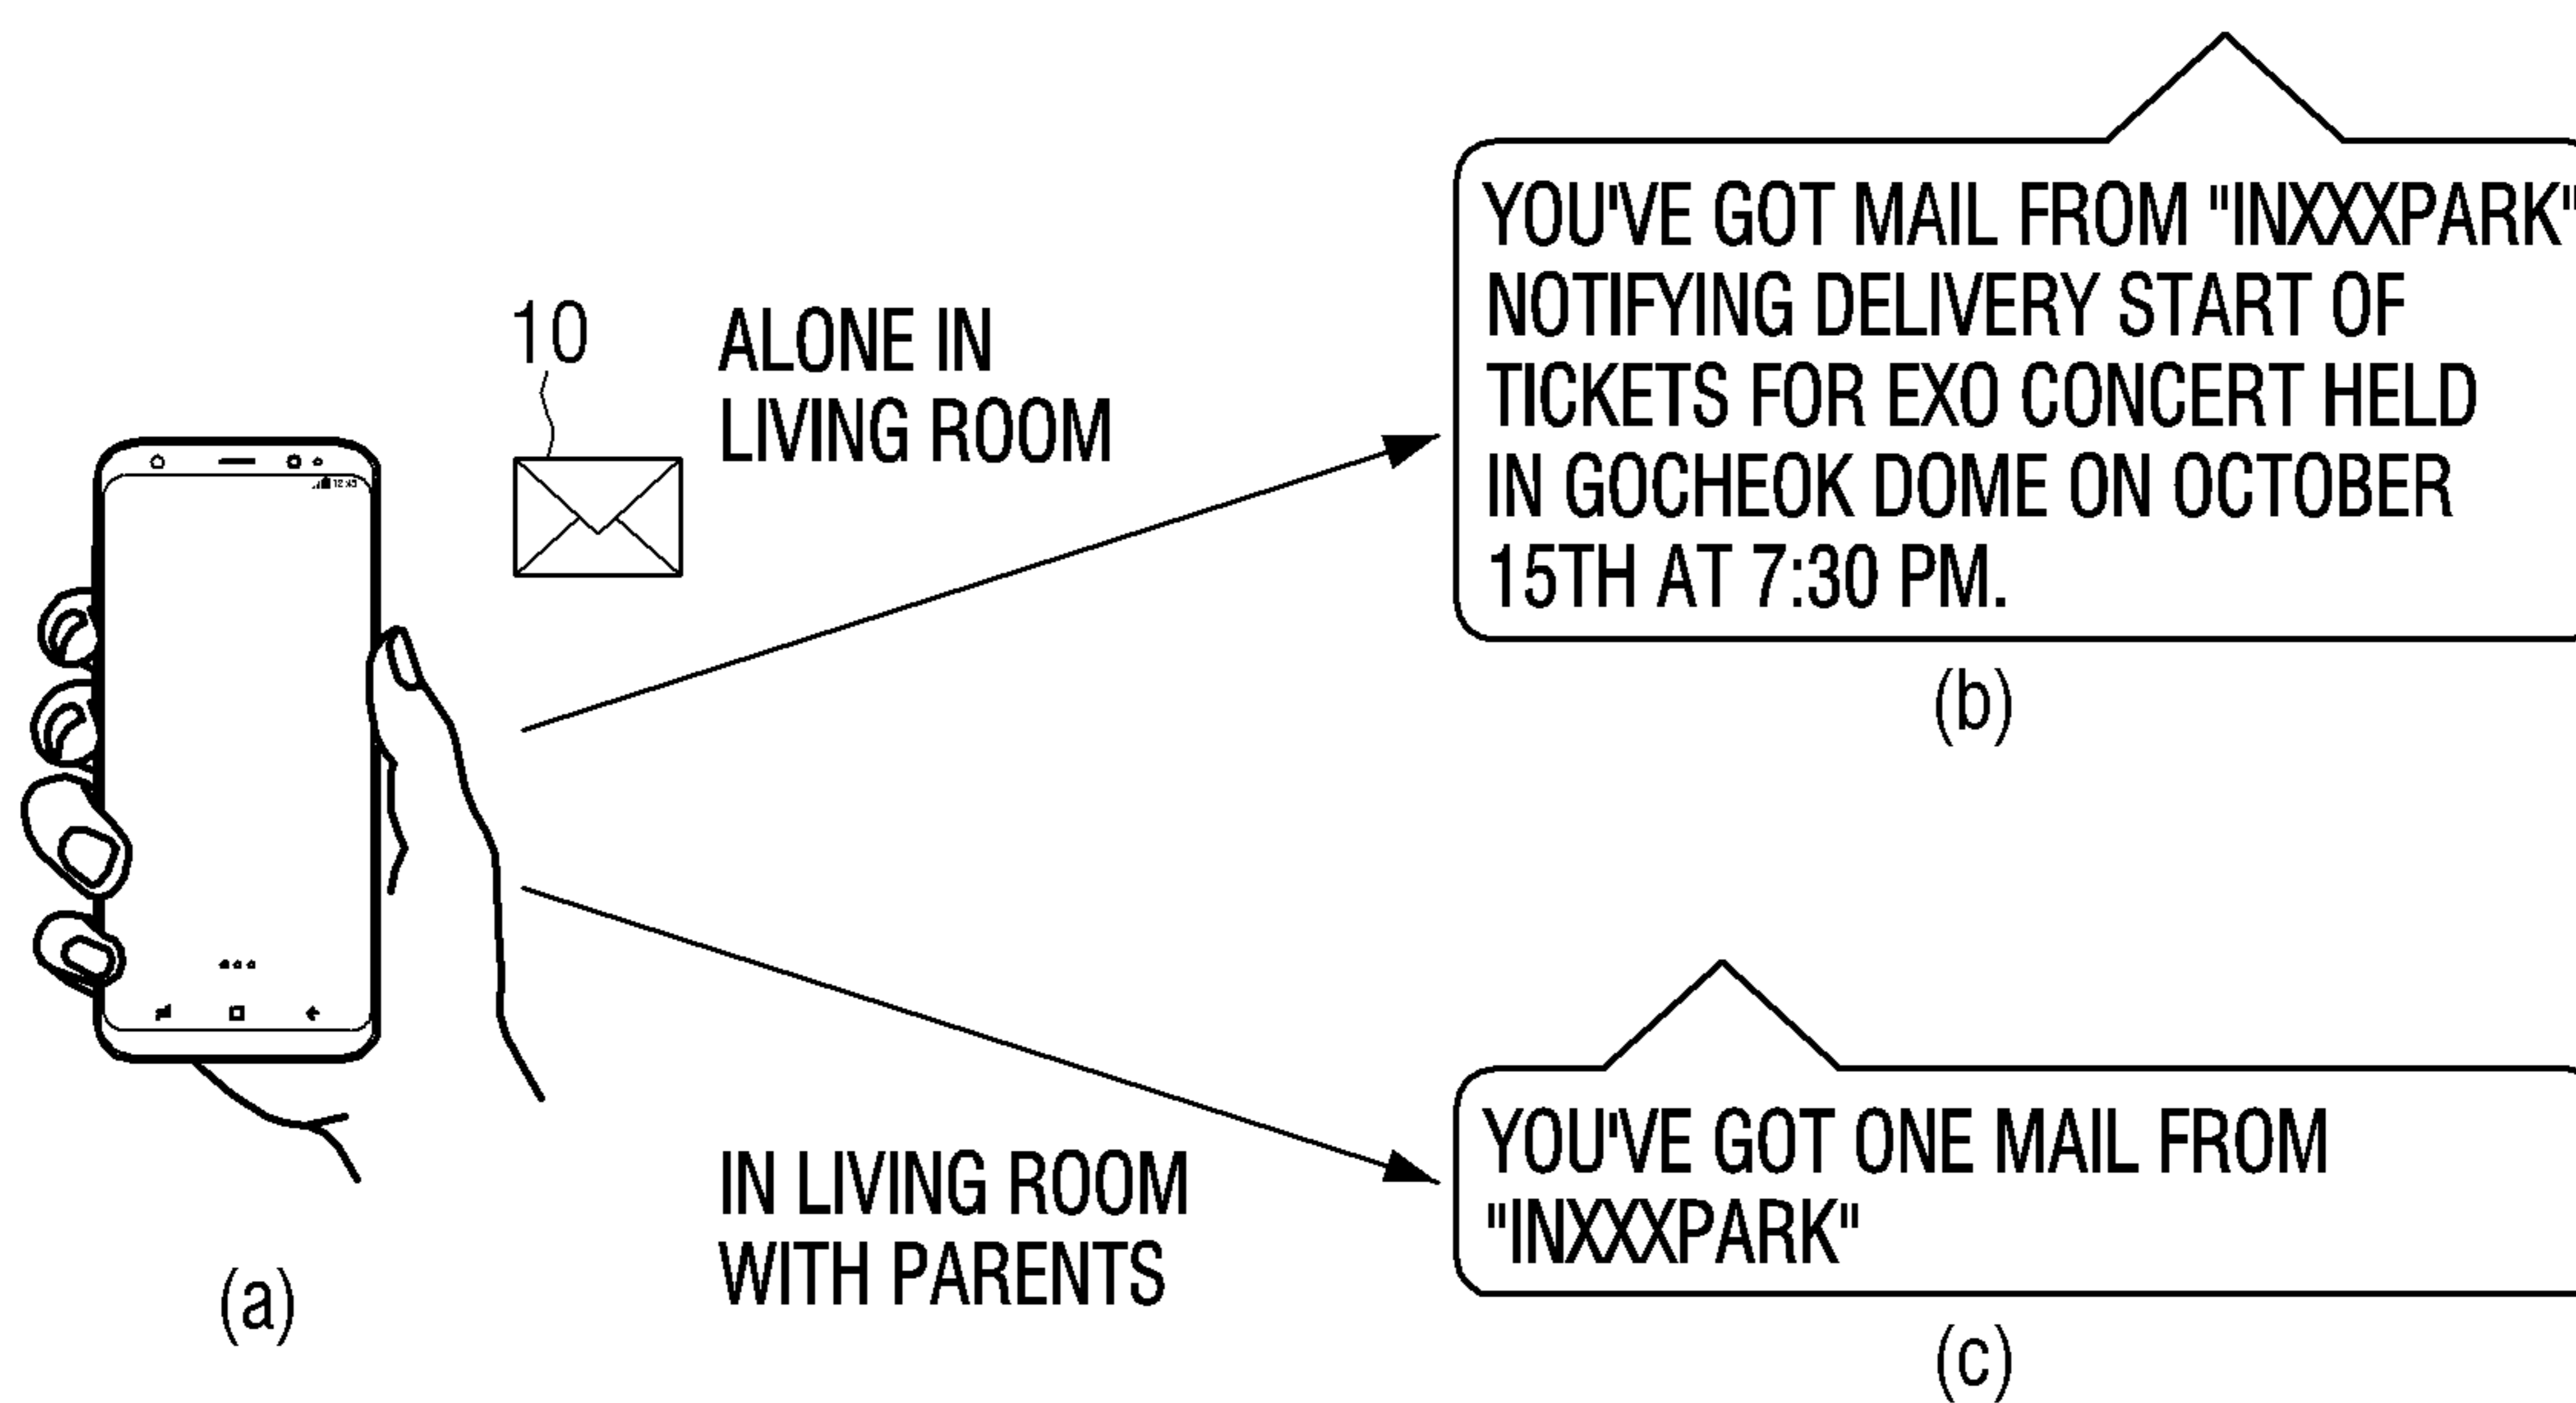 10
ALONE IN
LIVING ROOM
YOU'VE GOT MAIL FROM "INXXXPARK"
NOTIFYING DELIVERY START OF
TICKETS FOR EXO CONCERT HELD
IN GOCHEOK DOME ON OCTOBER
15TH AT 7:30 PM.
(b)
IN LIVING ROOM
WITH PARENTS
YOU'VE GOT ONE MAIL FROM
"INXXXPARK"
(a)
(c)